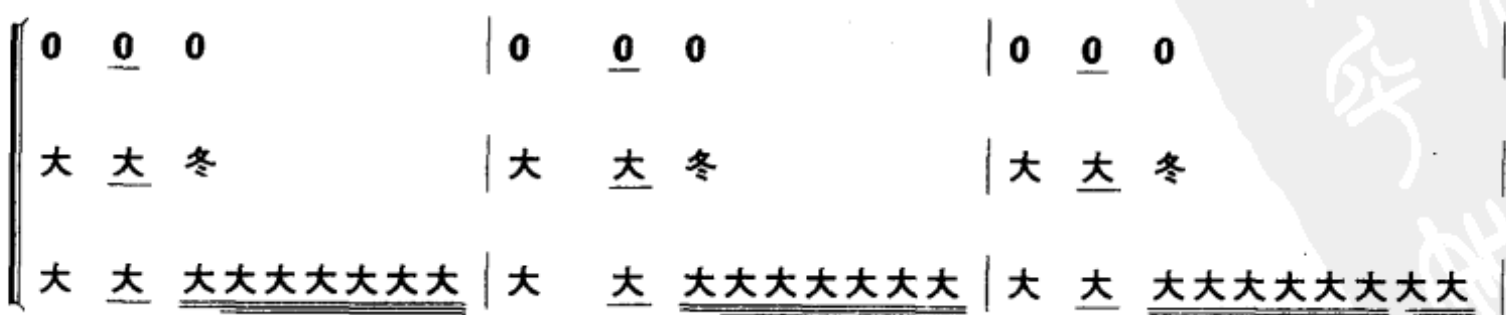 0 0 0 | 0 0 0 | 0 0 0 |
大 大 冬 | 大 大 冬 | 大 大 冬 |
大 大 大大大大大大大 | 大 大 大大大大大大大 | 大 大 大大大大大大大大 |